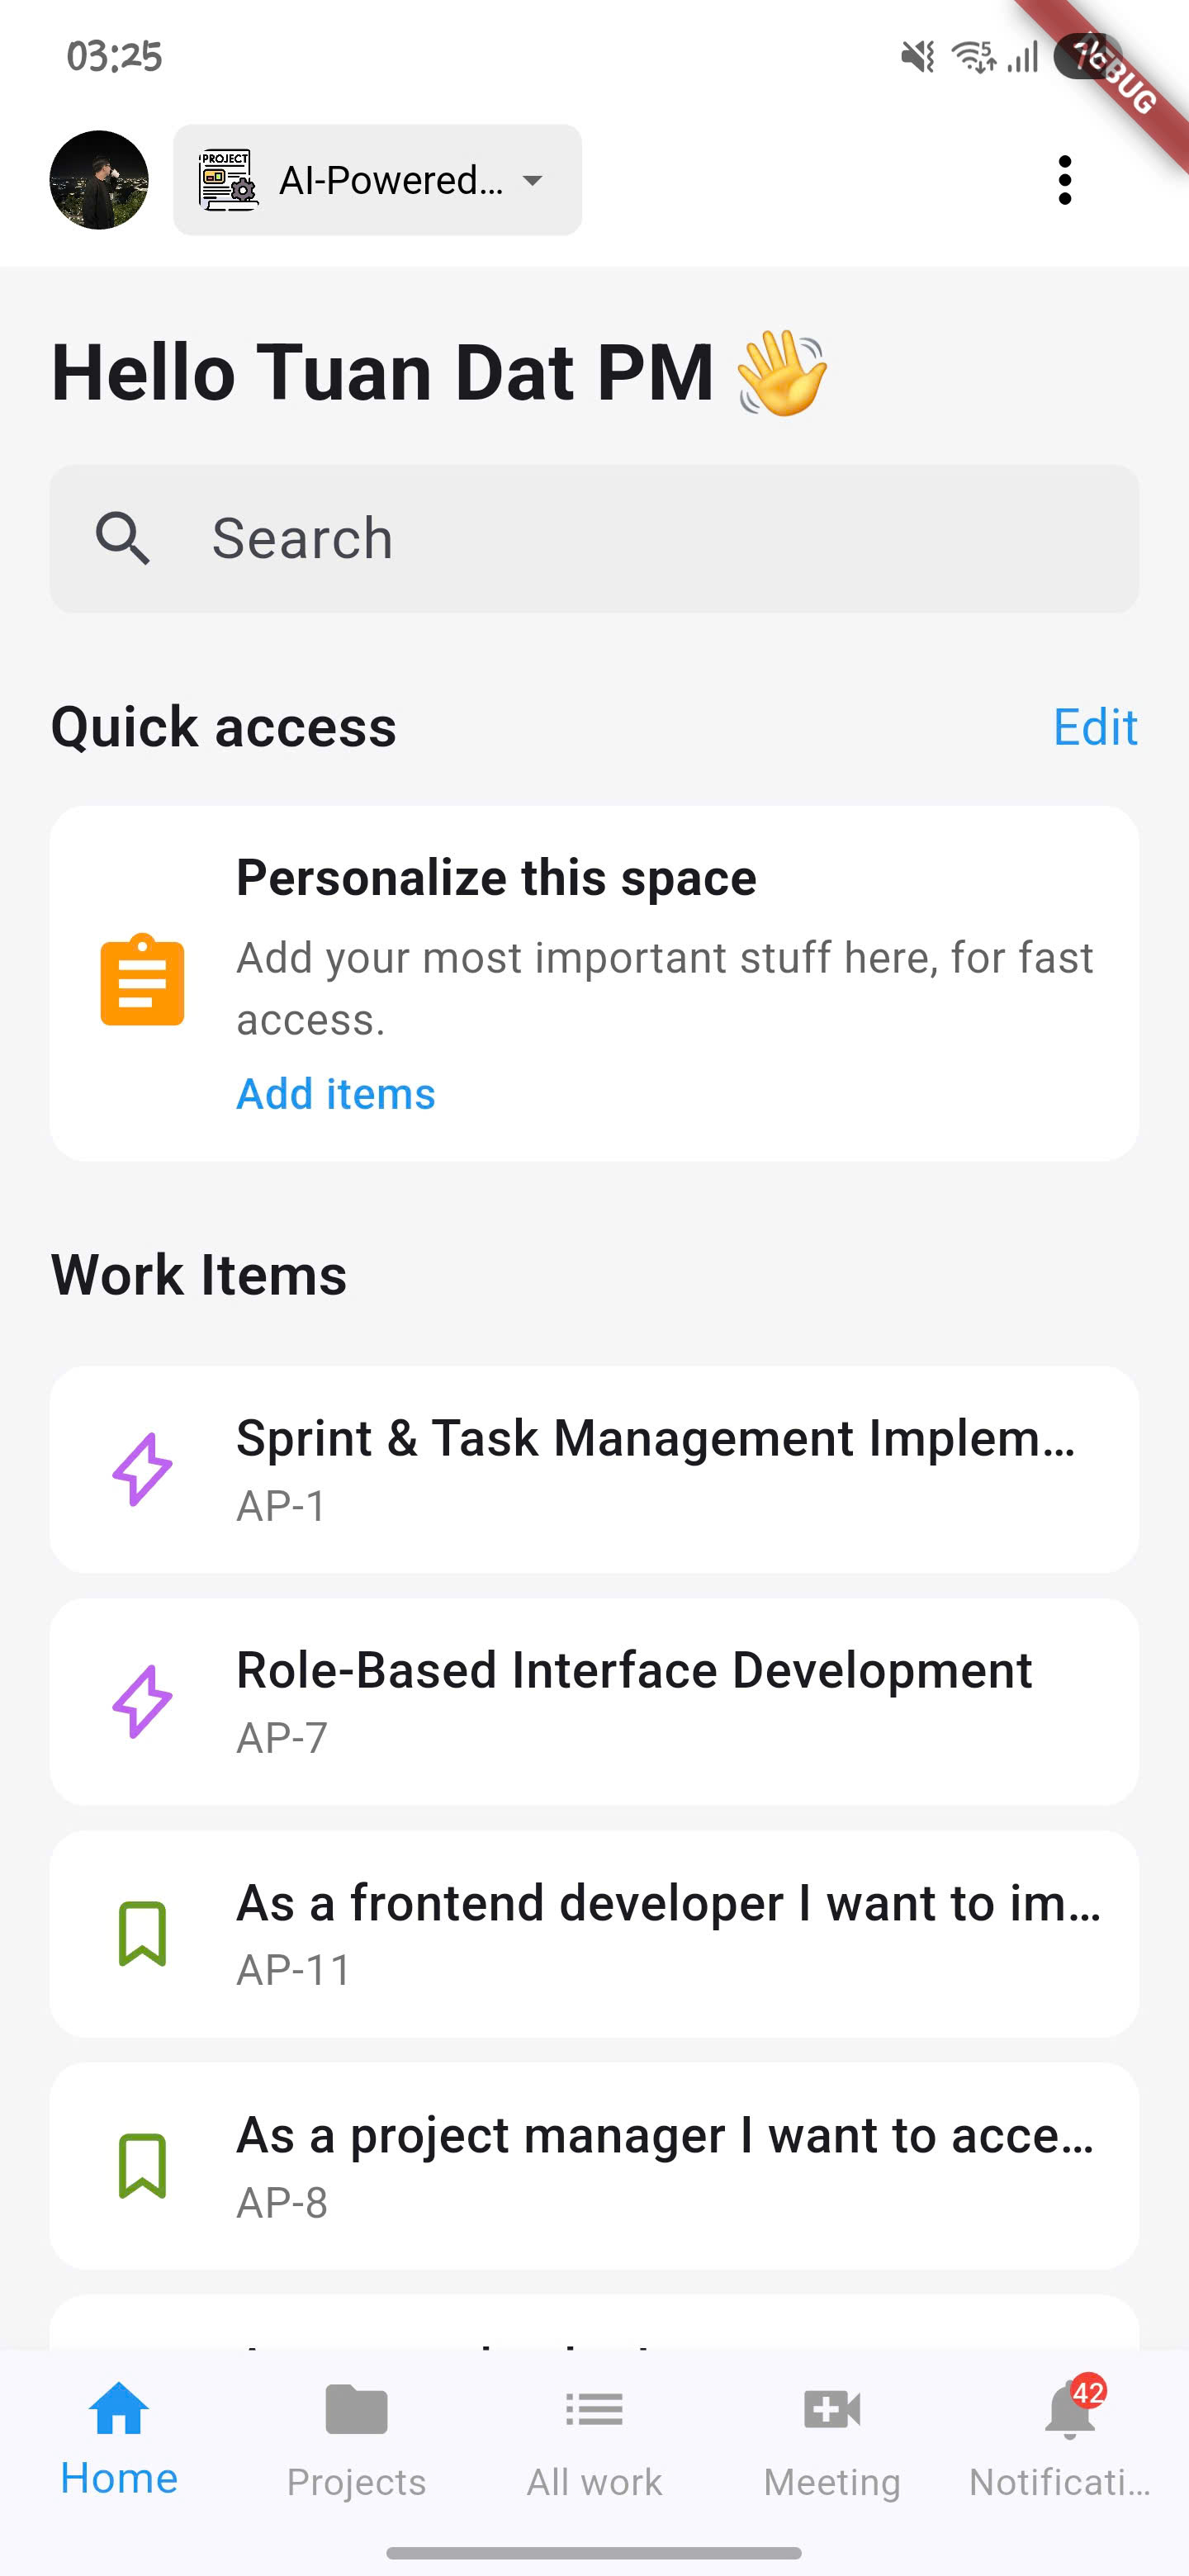 03:25
5
DEBUG
PROJECT
AI-Powered...
Hello Tuan Dat PM 👋
Search
Quick access
Edit
Personalize this space
Add your most important stuff here, for fast
access.
Add items
Work Items
Sprint & Task Management Implem...
AP-1
Role-Based Interface Development
AP-7
As a frontend developer I want to im...
AP-11
As a project manager I want to acce...
AP-8
42
Home
Projects
All work
Meeting
Notificati...